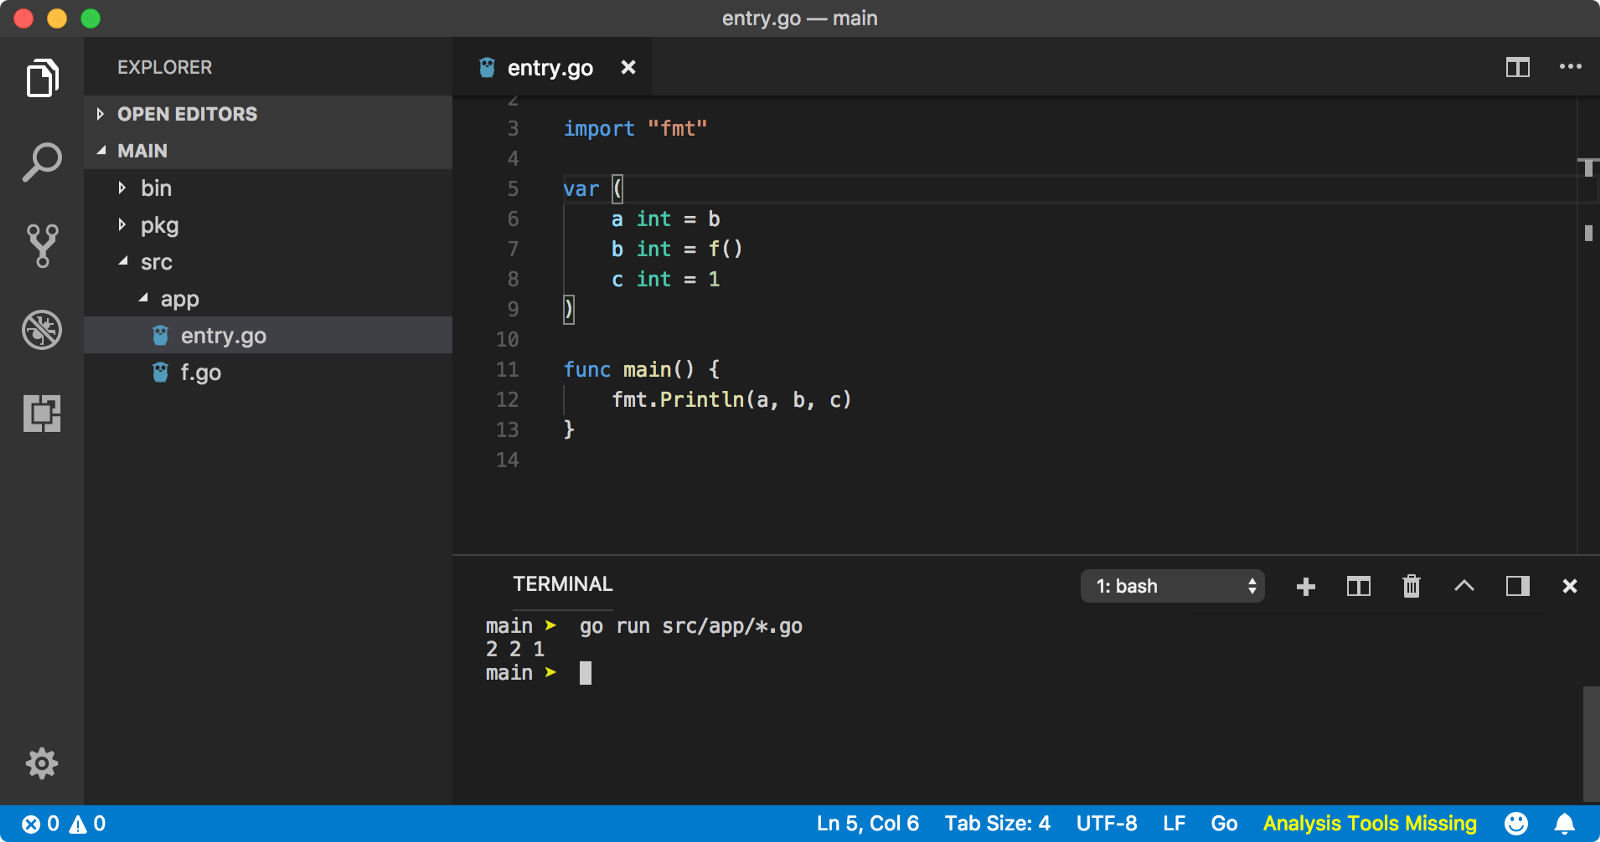 entry.go — main
EXPLORER
OPEN EDITORS
MAIN
bin
pkg
src
app
entry.go
f.go
entry.go
2
3 import "fmt"
4
5 var (
6 a int = b
7 b int = f()
8 c int = 1
9 )
10
11 func main() {
12 fmt.Println(a, b, c)
13 }
14
TERMINAL
1: bash
main ➤ go run src/app/*.go
2 2 1
main ➤
0 0 Ln 5, Col 6 Tab Size: 4 UTF-8 LF Go Analysis Tools Missing